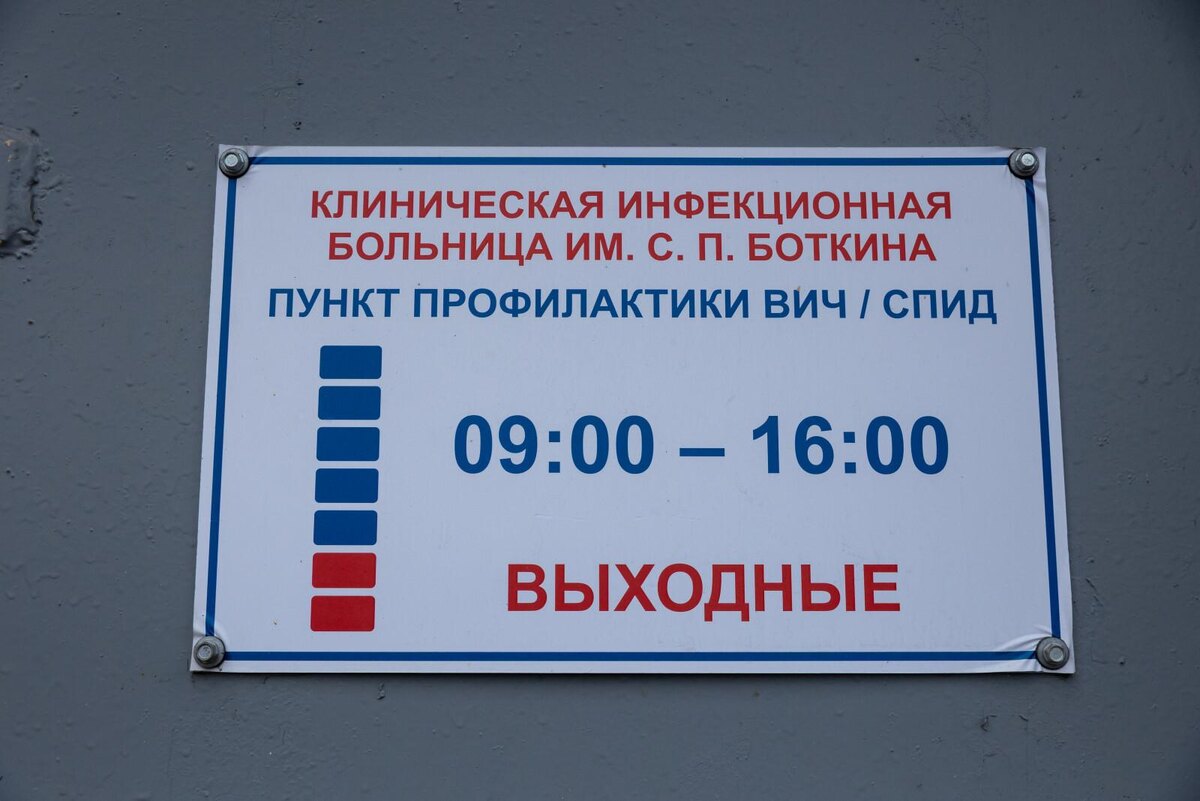 КЛИНИЧЕСКАЯ ИНФЕКЦИОННАЯ
БОЛЬНИЦА ИМ. С. П. БОТКИНА
ПУНКТ ПРОФИЛАКТИКИ ВИЧ / СПИД
09:00 – 16:00
ВЫХОДНЫЕ